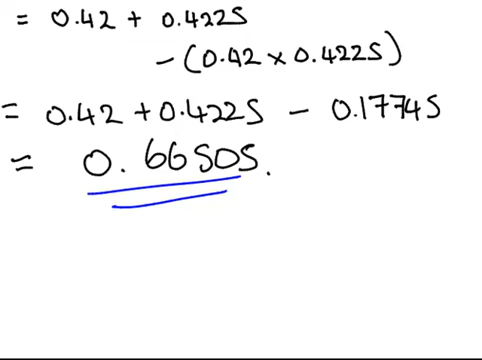 = 0.42 + 0.4225
- (0.42 × 0.4225)
= 0.42 + 0.4225 - 0.17745
= 0.66505.